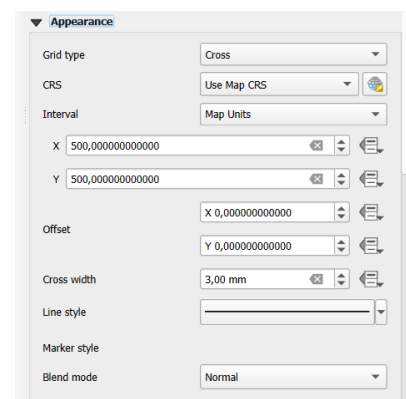 Appearance
Grid type Cross
CRS Use Map CRS
Interval Map Units
X 500,000000000000
Y 500,000000000000
X 0,000000000000
Offset
Y 0,000000000000
Cross width 3,00 mm
Line style
Marker style
Blend mode Normal